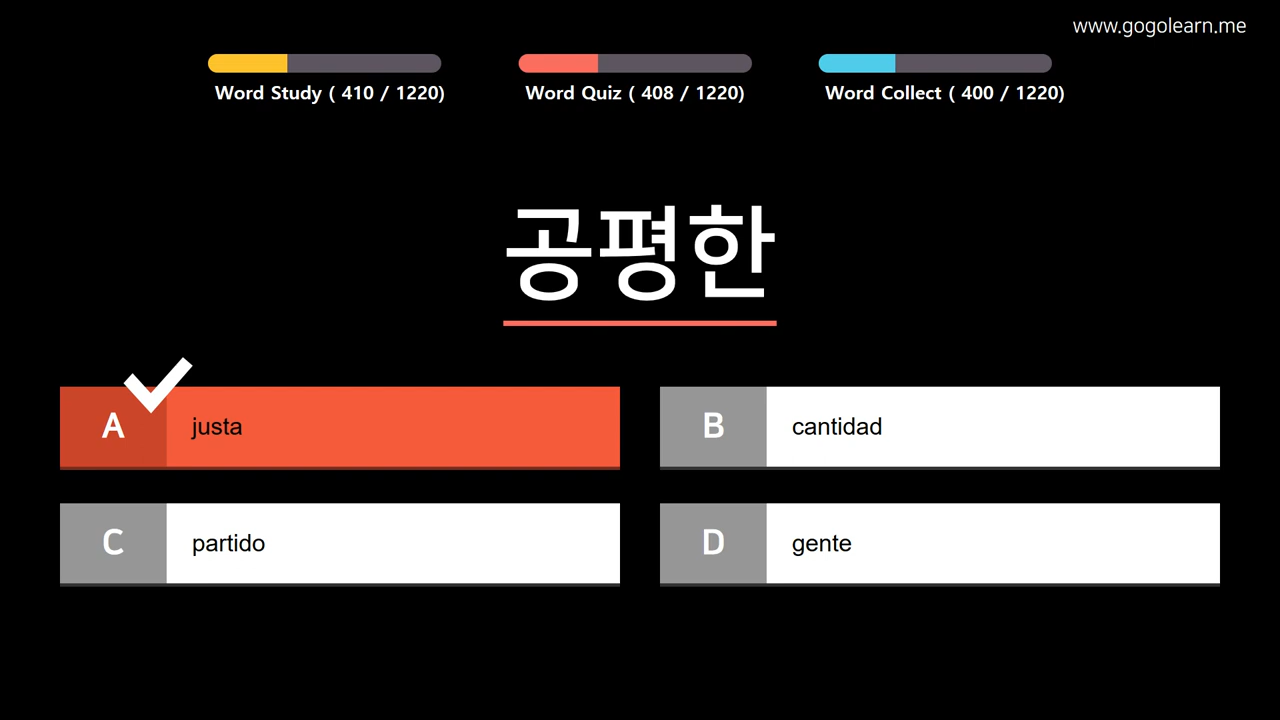 www.gogolearn.me
Word Study ( 410 / 1220)
Word Quiz ( 408 / 1220)
Word Collect ( 400 / 1220)
공평한
A justa
B cantidad
C partido
D gente